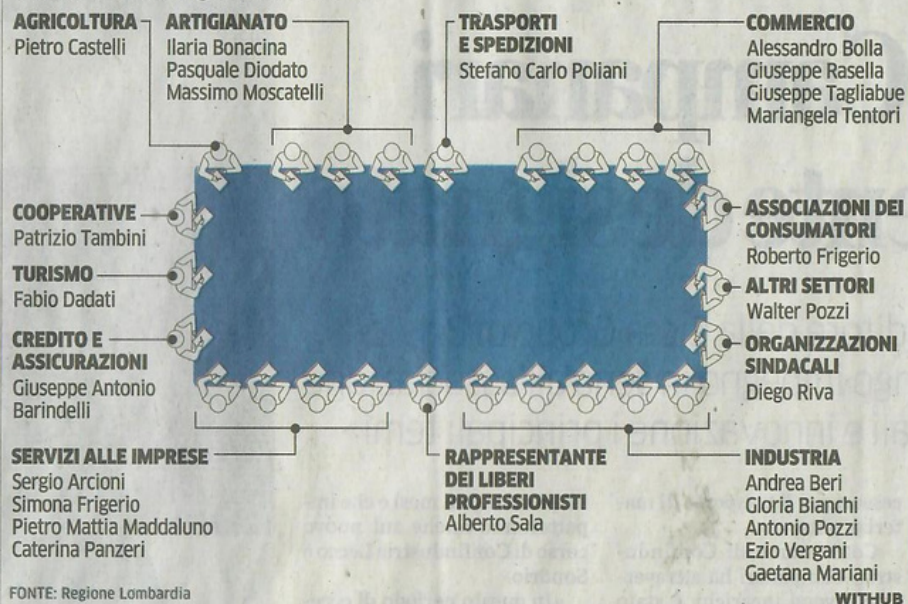 AGRICOLTURA
Pietro Castelli
ARTIGIANATO
Ilaria Bonacina
Pasquale Diodato
Massimo Moscatelli
TRASPORTI
E SPEDIZIONI
Stefano Carlo Poliani
COMMERCIO
Alessandro Bolla
Giuseppe Rasella
Giuseppe Tagliabue
Mariangela Tentori
COOPERATIVE
Patrizio Tambini
TURISMO
Fabio Dadati
CREDITO E
ASSICURAZIONI
Giuseppe Antonio
Barindelli
ASSOCIAZIONI DEI
CONSUMATORI
Roberto Frigerio
ALTRI SETTORI
Walter Pozzi
ORGANIZZAZIONI
SINDACALI
Diego Riva
SERVIZI ALLE IMPRESE
Sergio Arcioni
Simona Frigerio
Pietro Mattia Maddaluno
Caterina Panzeri
RAPPRESENTANTE
DEI LIBERI
PROFESSIONISTI
Alberto Sala
INDUSTRIA
Andrea Beri
Gloria Bianchi
Antonio Pozzi
Ezio Vergani
Gaetana Mariani
FONTE: Regione Lombardia
WITHUB